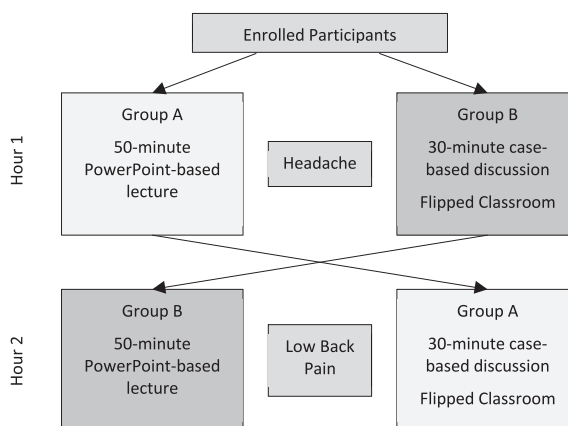 Enrolled Participants
Hour 1
Group A
50-minute
PowerPoint-based
lecture
Headache
Group B
30-minute case-
based discussion
Flipped Classroom
Hour 2
Group B
50-minute
PowerPoint-based
lecture
Low Back
Pain
Group A
30-minute case-
based discussion
Flipped Classroom